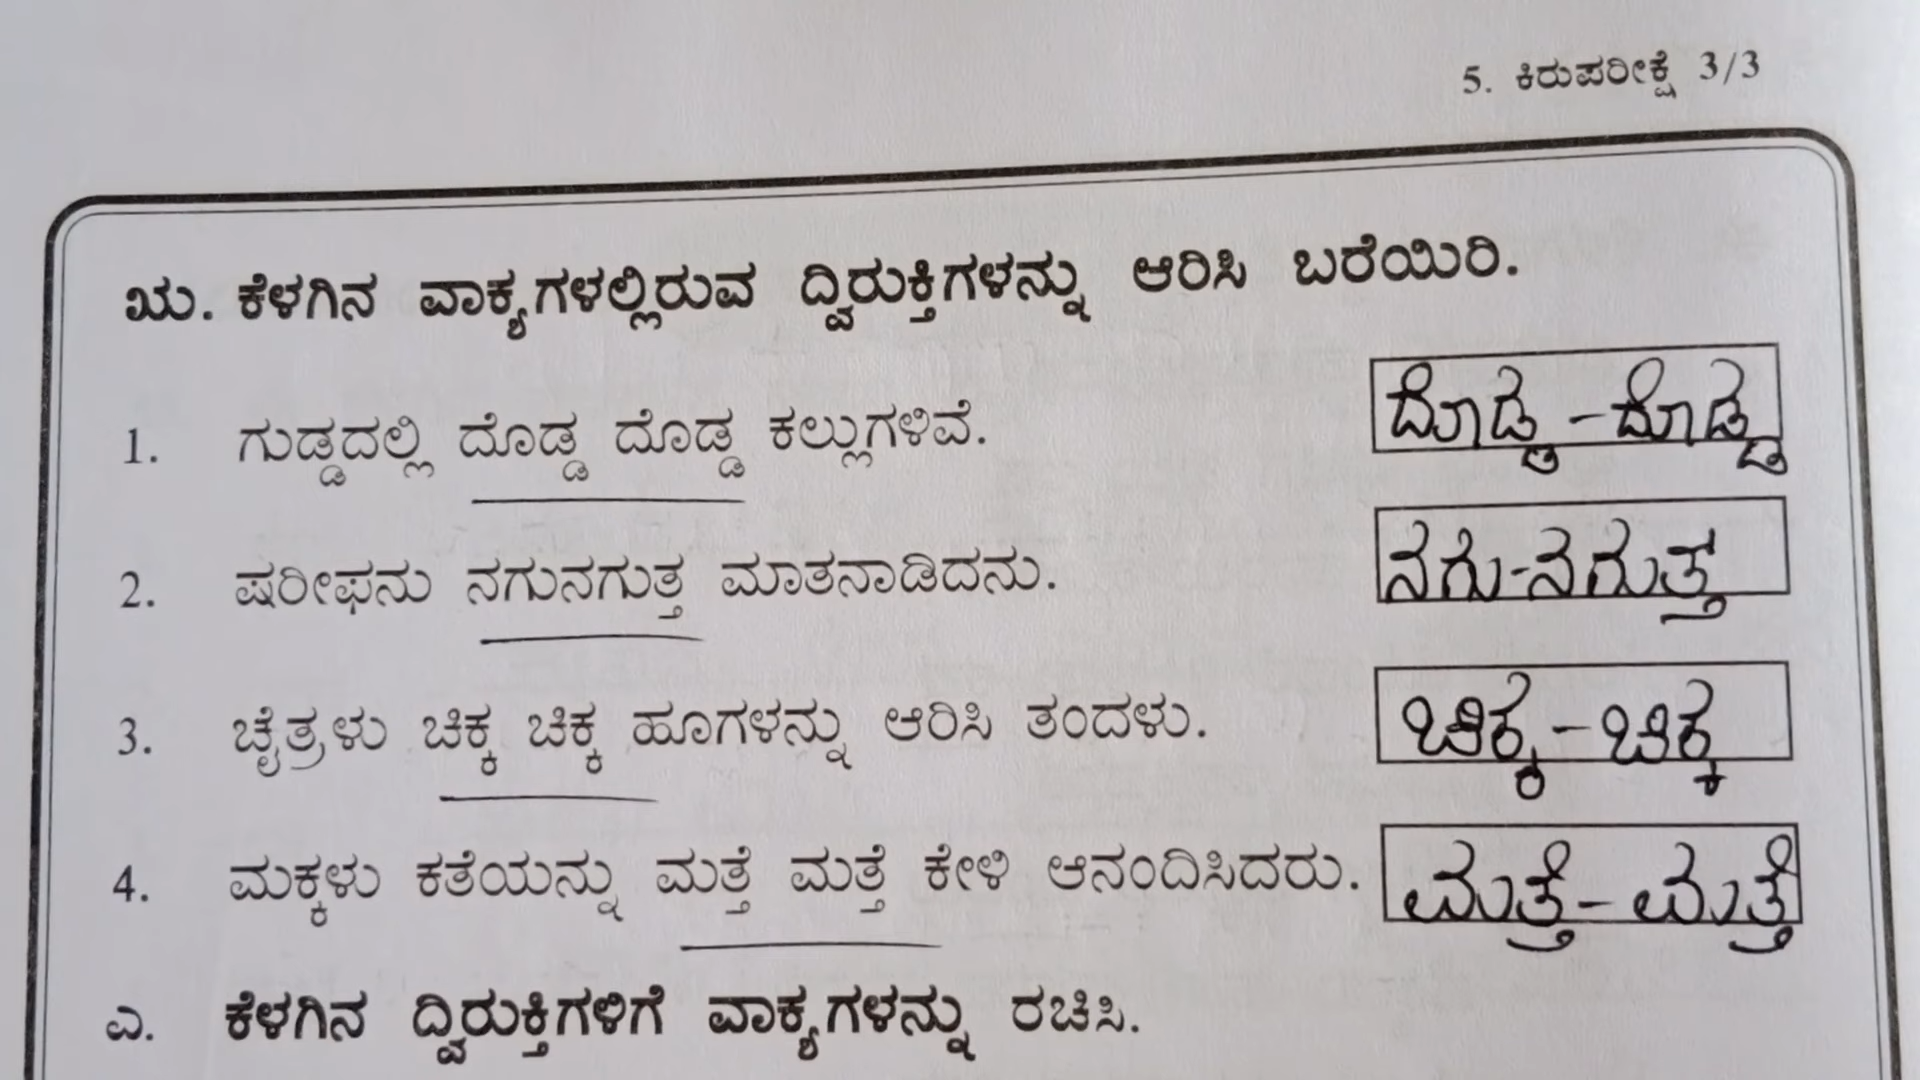 5. ಕಿರುಪರೀಕ್ಷೆ 3/3
ಋ. ಕೆಳಗಿನ ವಾಕ್ಯಗಳಲ್ಲಿರುವ ದ್ವಿರುಕ್ತಿಗಳನ್ನು ಆರಿಸಿ ಬರೆಯಿರಿ.
1. ಗುಡ್ಡದಲ್ಲಿ ದೊಡ್ಡ ದೊಡ್ಡ ಕಲ್ಲುಗಳಿವೆ. ದೊಡ್ಡ - ದೊಡ್ಡ
2. ಷರೀಫನು ನಗುನಗುತ್ತ ಮಾತನಾಡಿದನು. ನಗು-ನಗುತ್ತ
3. ಚೈತ್ರಳು ಚಿಕ್ಕ ಚಿಕ್ಕ ಹೂಗಳನ್ನು ಆರಿಸಿ ತಂದಳು. ಚಿಕ್ಕ - ಚಿಕ್ಕ
4. ಮಕ್ಕಳು ಕತೆಯನ್ನು ಮತ್ತೆ ಮತ್ತೆ ಕೇಳಿ ಆನಂದಿಸಿದರು. ಮತ್ತೆ - ಮತ್ತೆ
ಎ. ಕೆಳಗಿನ ದ್ವಿರುಕ್ತಿಗಳಿಗೆ ವಾಕ್ಯಗಳನ್ನು ರಚಿಸಿ.